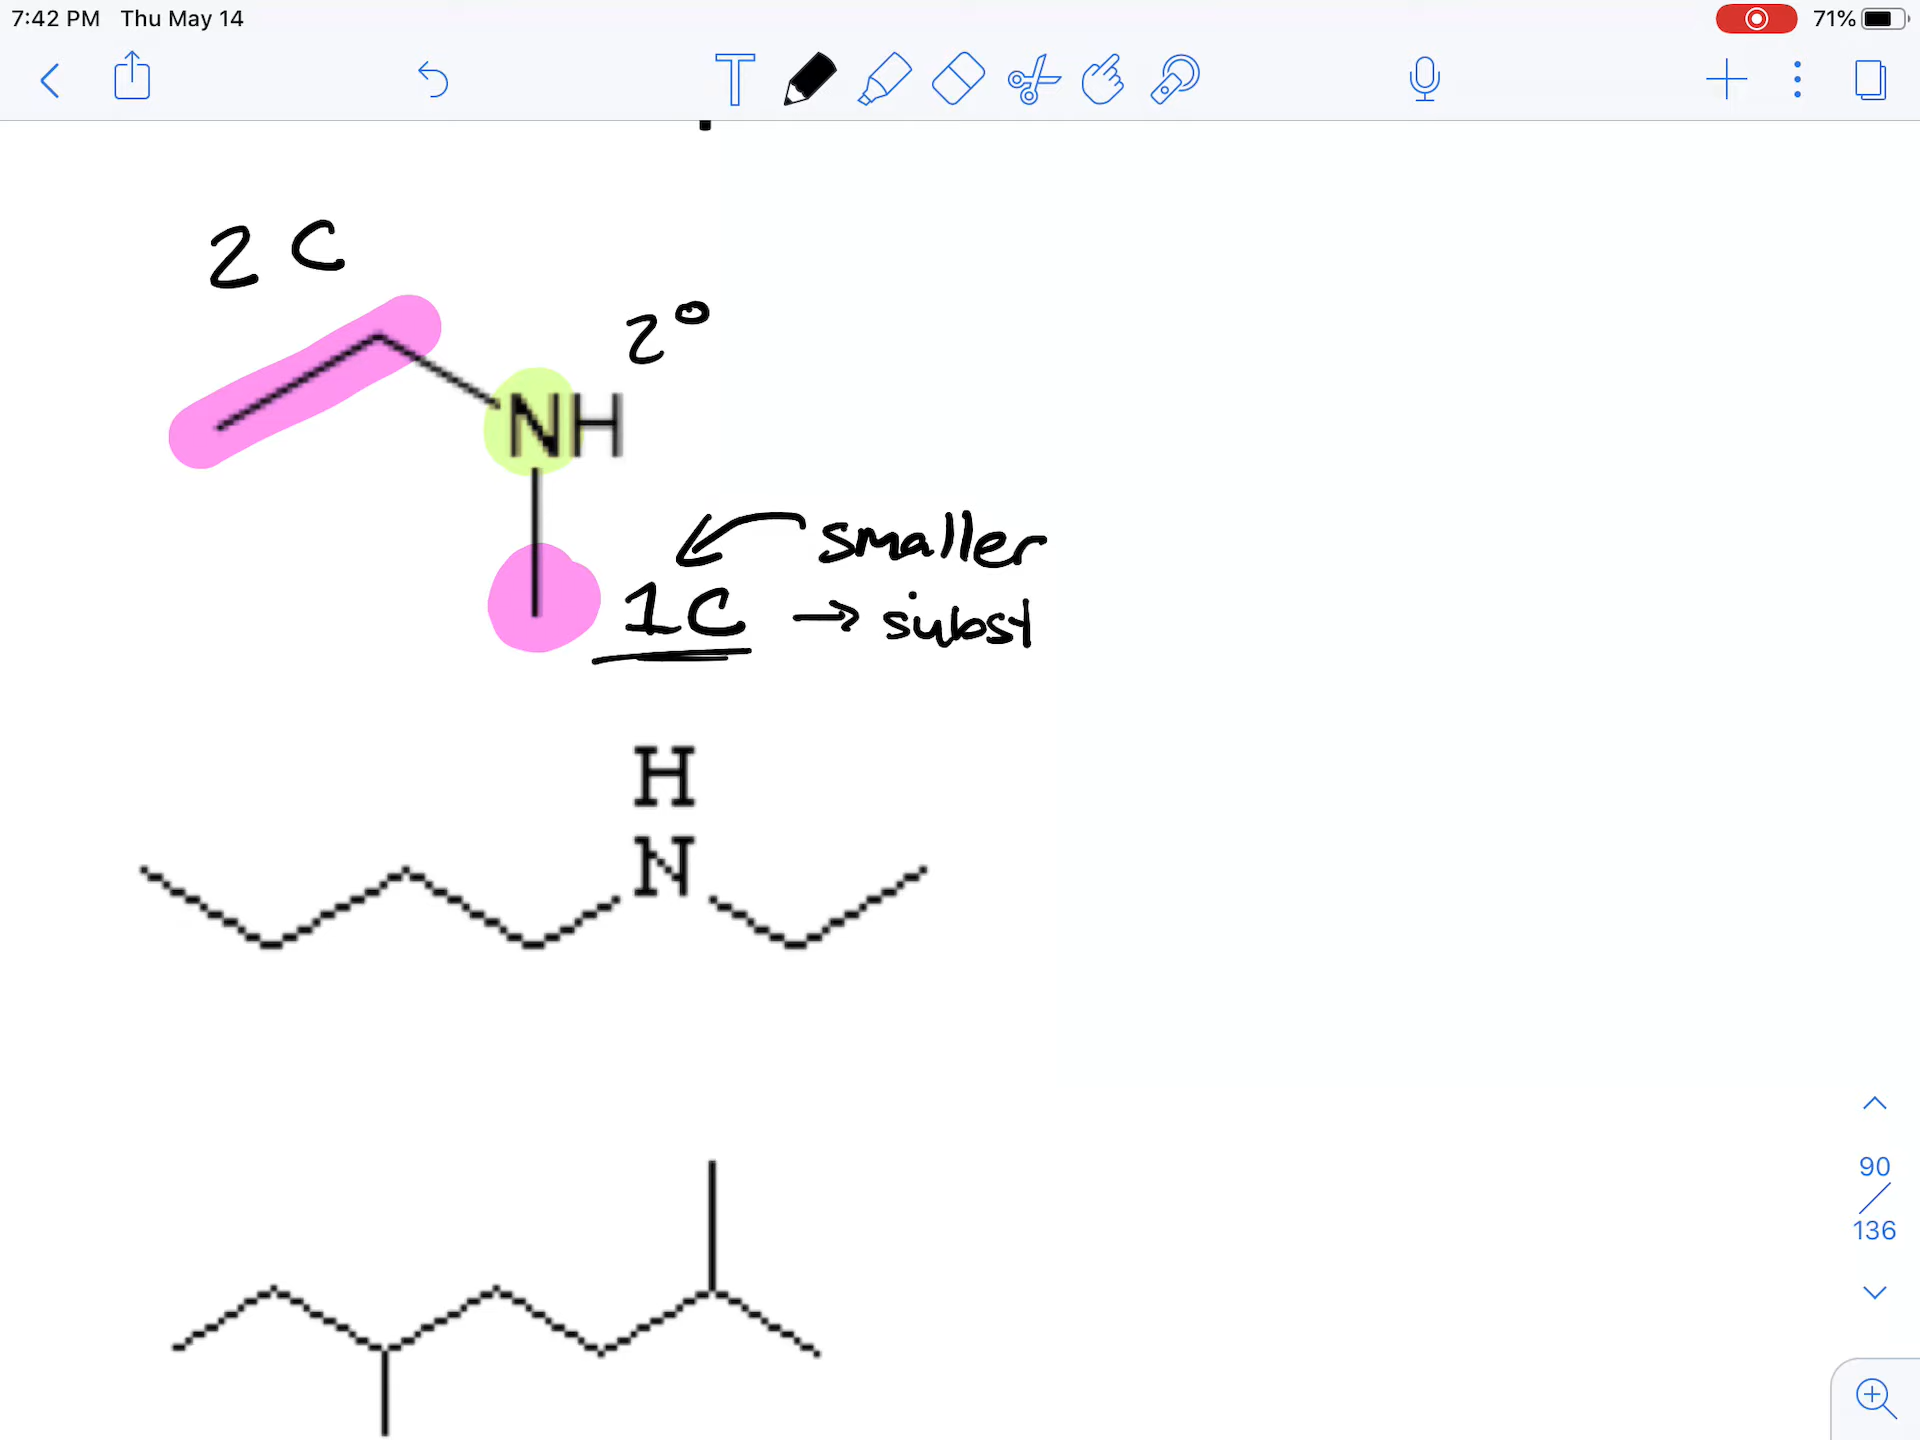 7:42 PM Thu May 14
71%
T
2 C
2°
NH
smaller
1C → subst
H
N
90
136